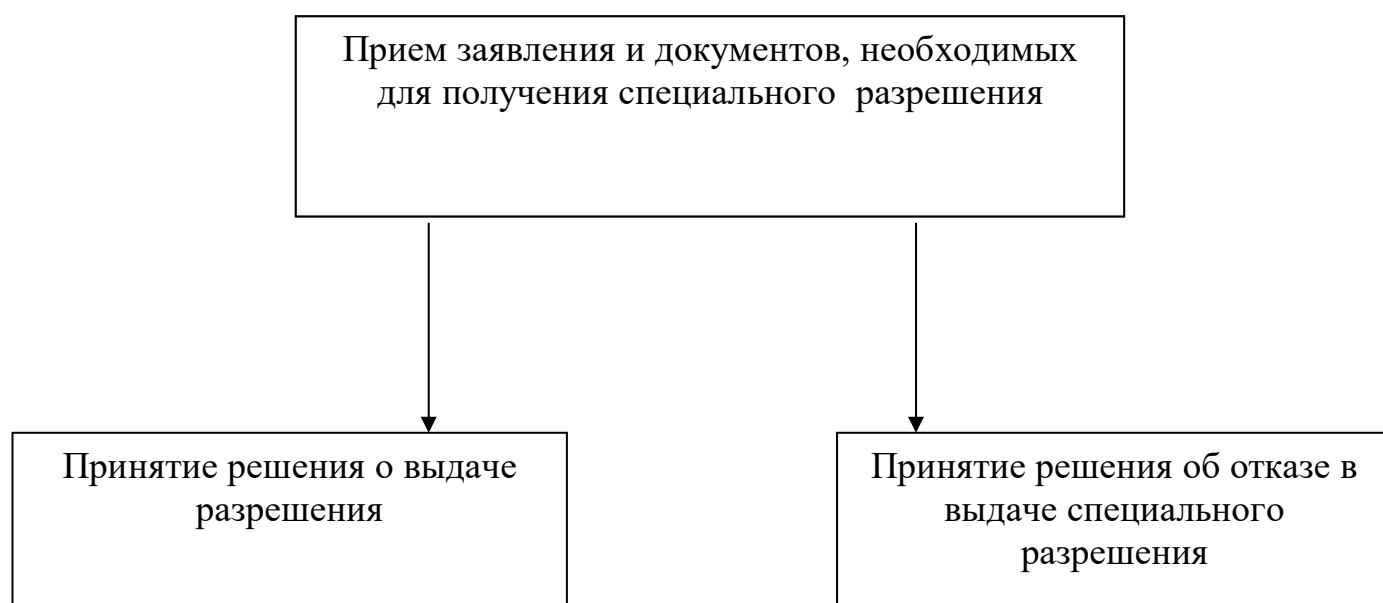 Прием заявления и документов, необходимых
для получения специального  разрешения
Принятие решения о выдаче
разрешения
Принятие решения об отказе в
выдаче специального
разрешения